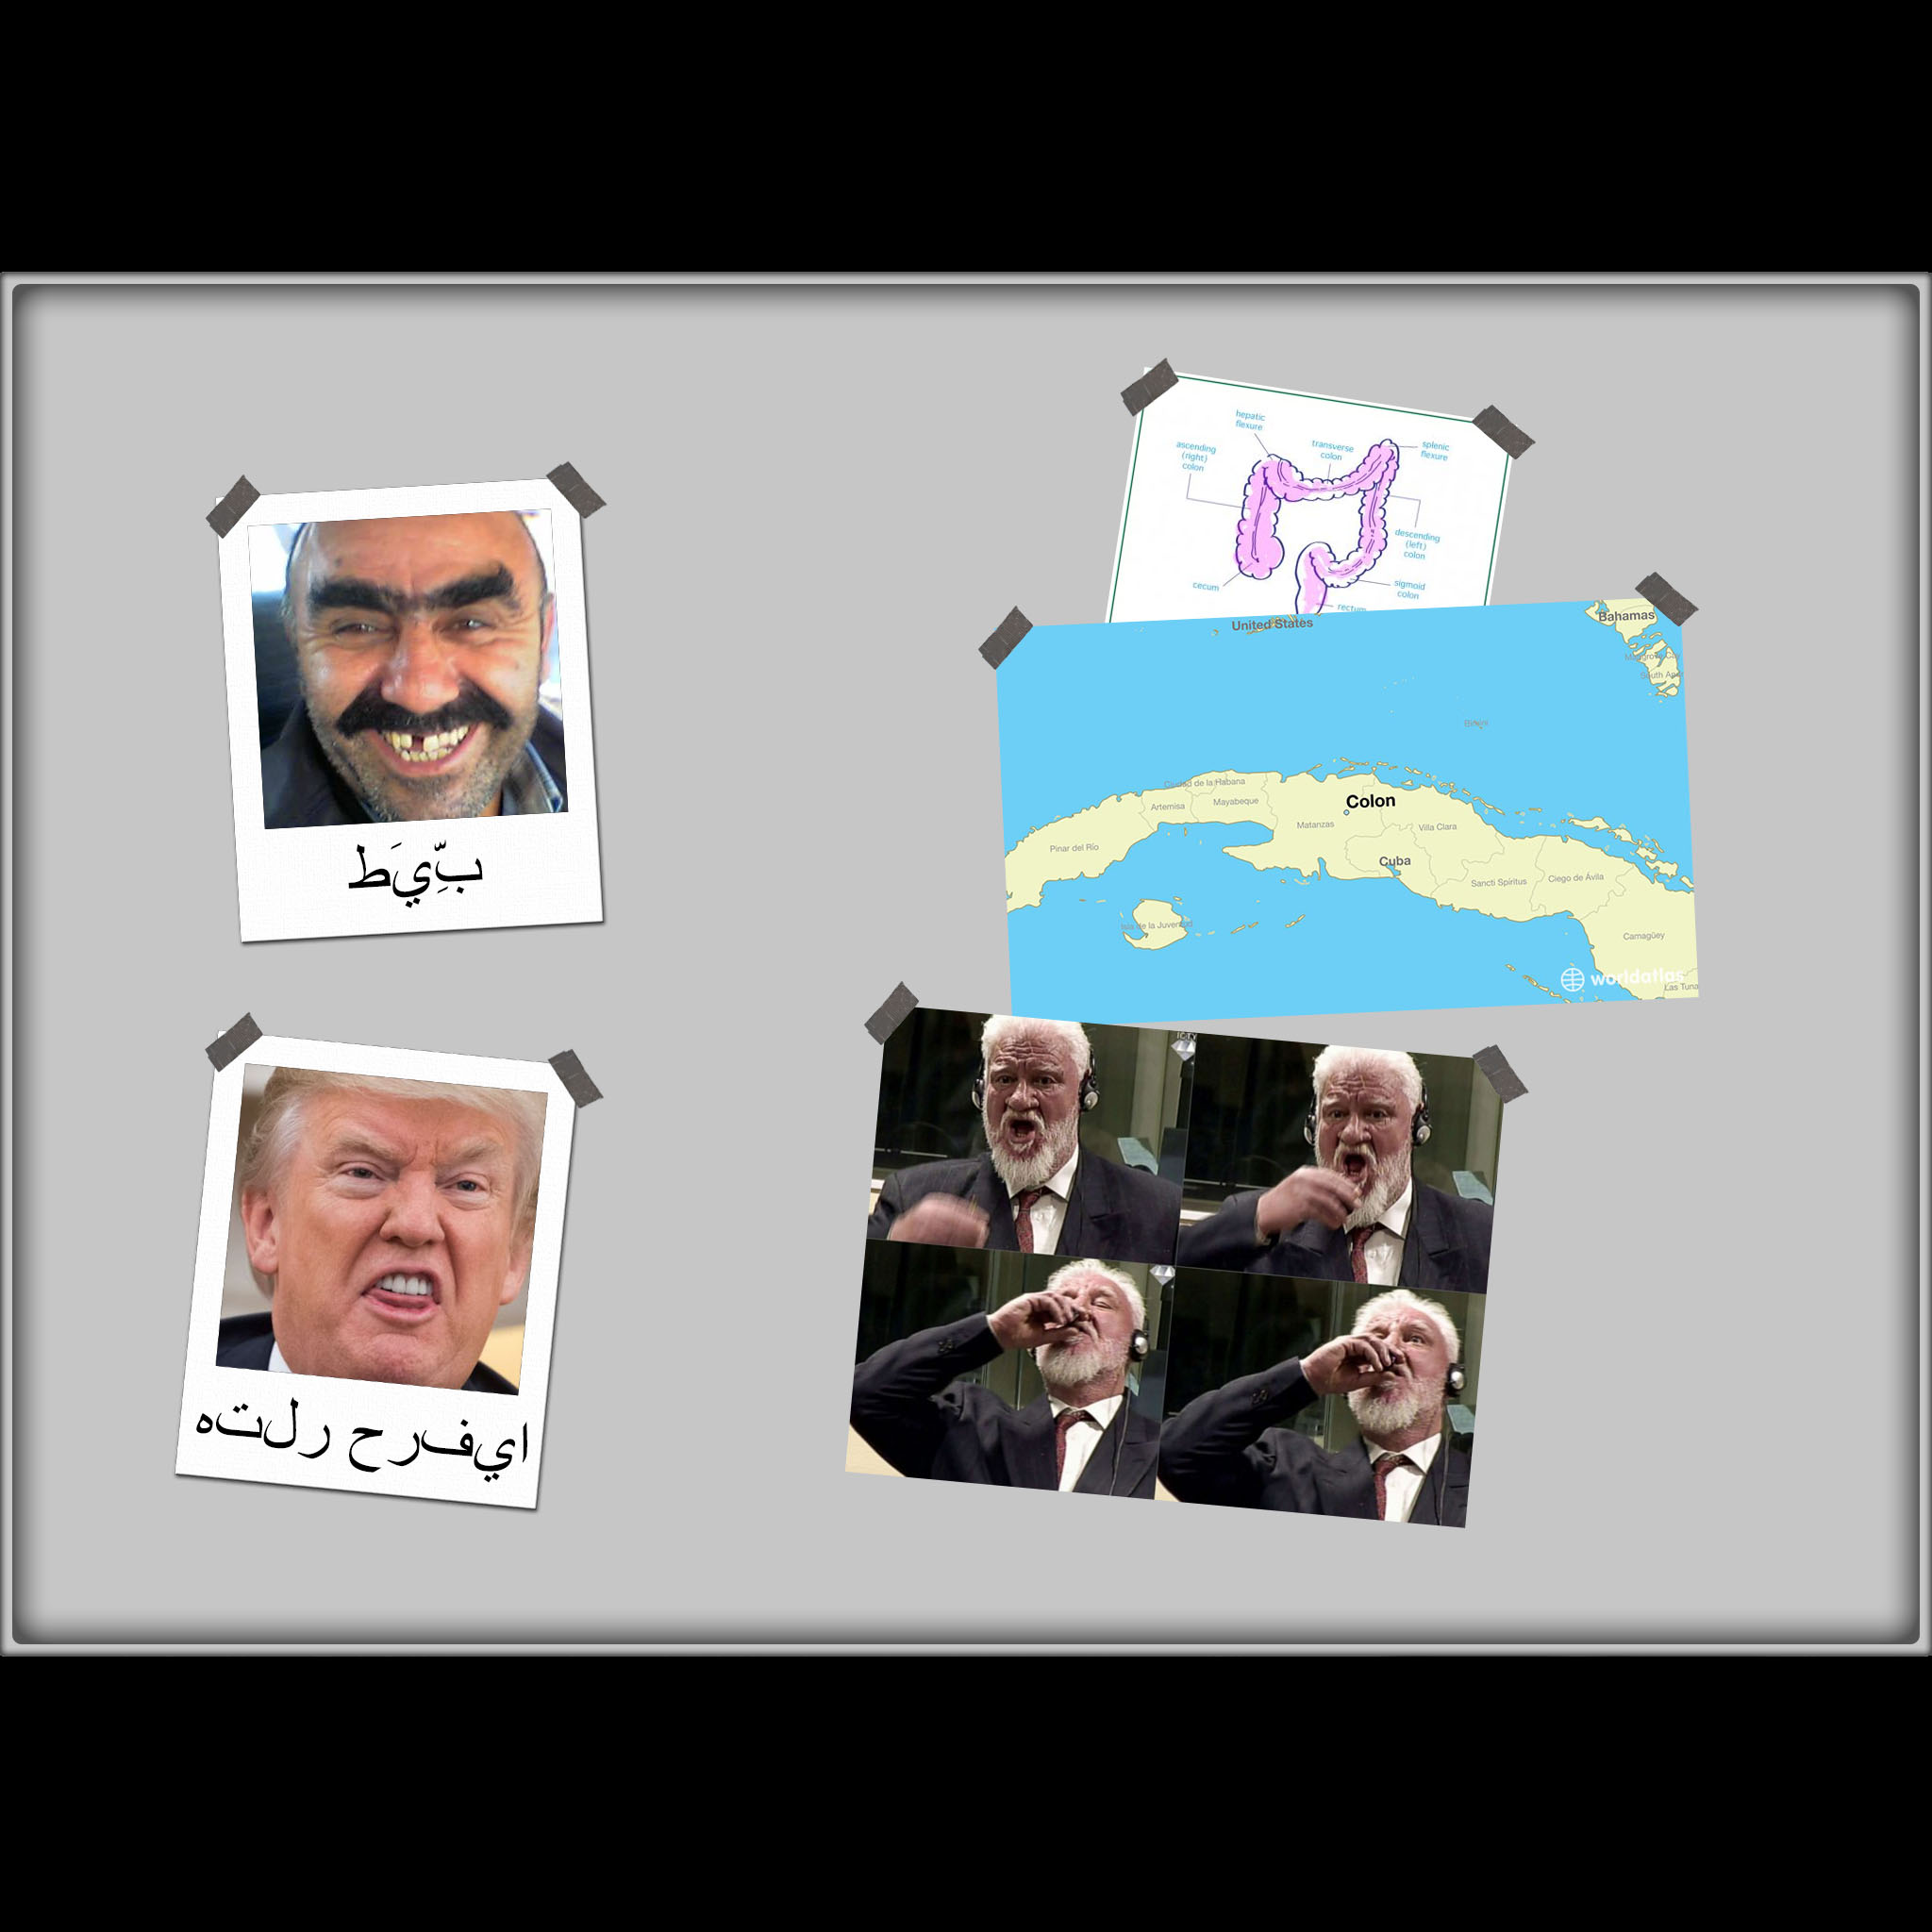 بِّيَط
ايفرح رلته
hepatic flexure
ascending (right) colon
transverse colon
splenic flexure
descending (left) colon
cecum
sigmoid colon
rectum
United States
Bahamas
Bimini
Ciudad de la Habana
Artemisa
Mayabeque
Colon
Matanzas
Villa Clara
Pinar del Río
Cuba
Sancti Spíritus
Ciego de Ávila
Isla de la Juventud
Camagüey
worldatlas
Las Tuna
ICTY